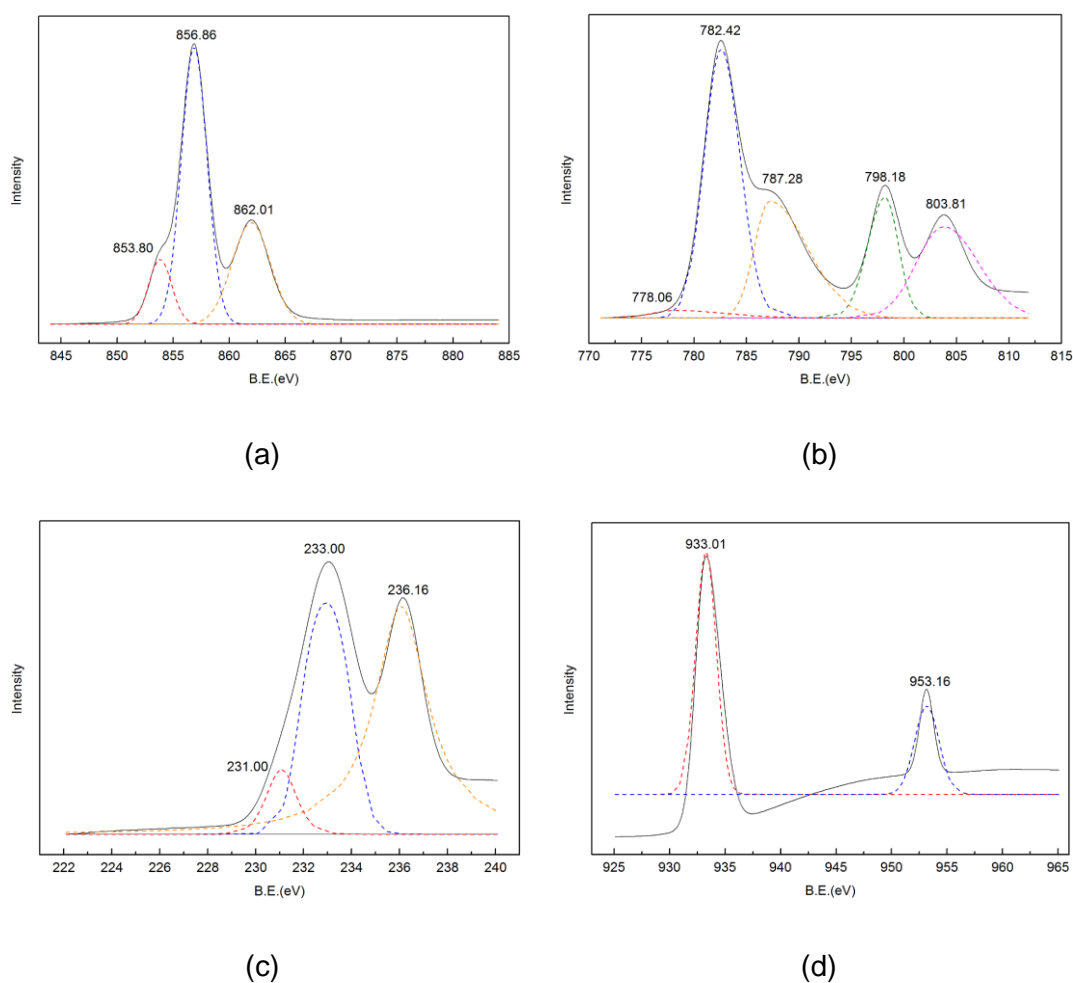 856.86
862.01
853.80
Intensity
845 850 855 860 865 870 875 880 885
B.E.(eV)
(a)
782.42
787.28
798.18
803.81
778.06
Intensity
770 775 780 785 790 795 800 805 810 815
B.E.(eV)
(b)
233.00
236.16
231.00
Intensity
222 224 226 228 230 232 234 236 238 240
B.E.(eV)
(c)
933.01
953.16
Intensity
925 930 935 940 945 950 955 960 965
B.E.(eV)
(d)